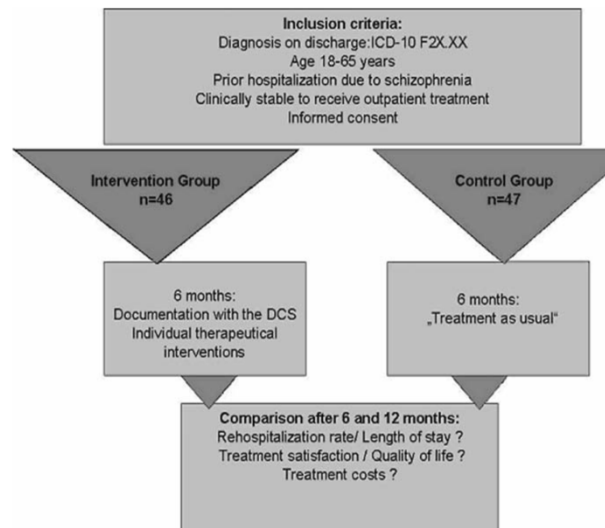 Inclusion criteria:
Diagnosis on discharge:ICD-10 F2X.XX
Age 18-65 years
Prior hospitalization due to schizophrenia
Clinically stable to receive outpatient treatment
Informed consent
Intervention Group
n=46
Control Group
n=47
6 months:
Documentation with the DCS
Individual therapeutical
interventions
6 months:
„Treatment as usual“
Comparison after 6 and 12 months:
Rehospitalization rate/ Length of stay ?
Treatment satisfaction / Quality of life ?
Treatment costs ?